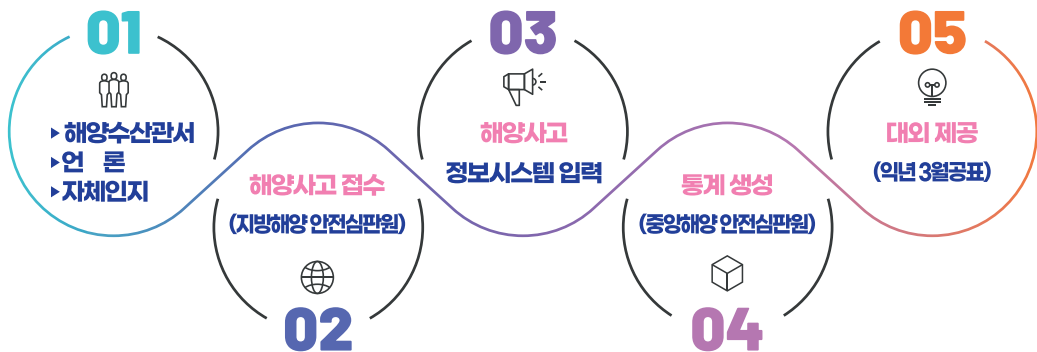 01
▶해양수산관서
▶언 론
▶자체인지
해양사고 접수
(지방해양 안전심판원)
02
03
해양사고
정보시스템 입력
통계 생성
(중앙해양 안전심판원)
04
05
대외 제공
(익년 3월공표)